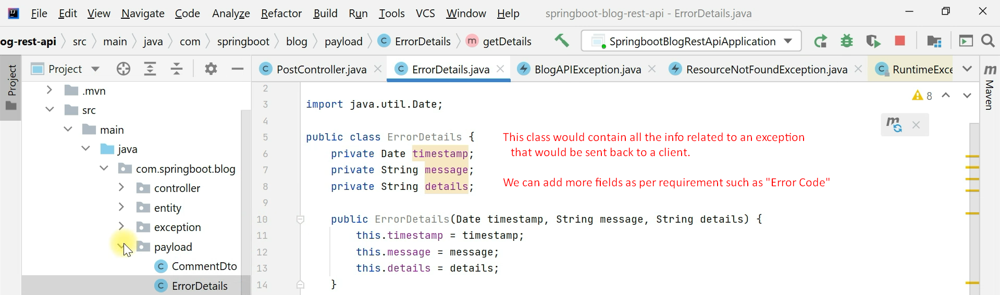 File Edit View Navigate Code Analyze Refactor Build Run Tools VCS Window Help springboot-blog-rest-api - ErrorDetails.java
og-rest-api src main java com springboot blog payload C ErrorDetails m getDetails SpringbootBlogRestApiApplication
Project
Project
PostController.java ErrorDetails.java BlogAPIException.java ResourceNotFoundException.java RuntimeExce
m Maven
.mvn
src
main
java
com.springboot.blog
controller
entity
exception
payload
C CommentDto
C ErrorDetails
8
2
3 import java.util.Date;
4
5 public class ErrorDetails {
6 private Date timestamp;
7 private String message;
8 private String details;
9
10 public ErrorDetails(Date timestamp, String message, String details) {
11 this.timestamp = timestamp;
12 this.message = message;
13 this.details = details;
14 }
This class would contain all the info related to an exception
that would be sent back to a client.
We can add more fields as per requirement such as "Error Code"